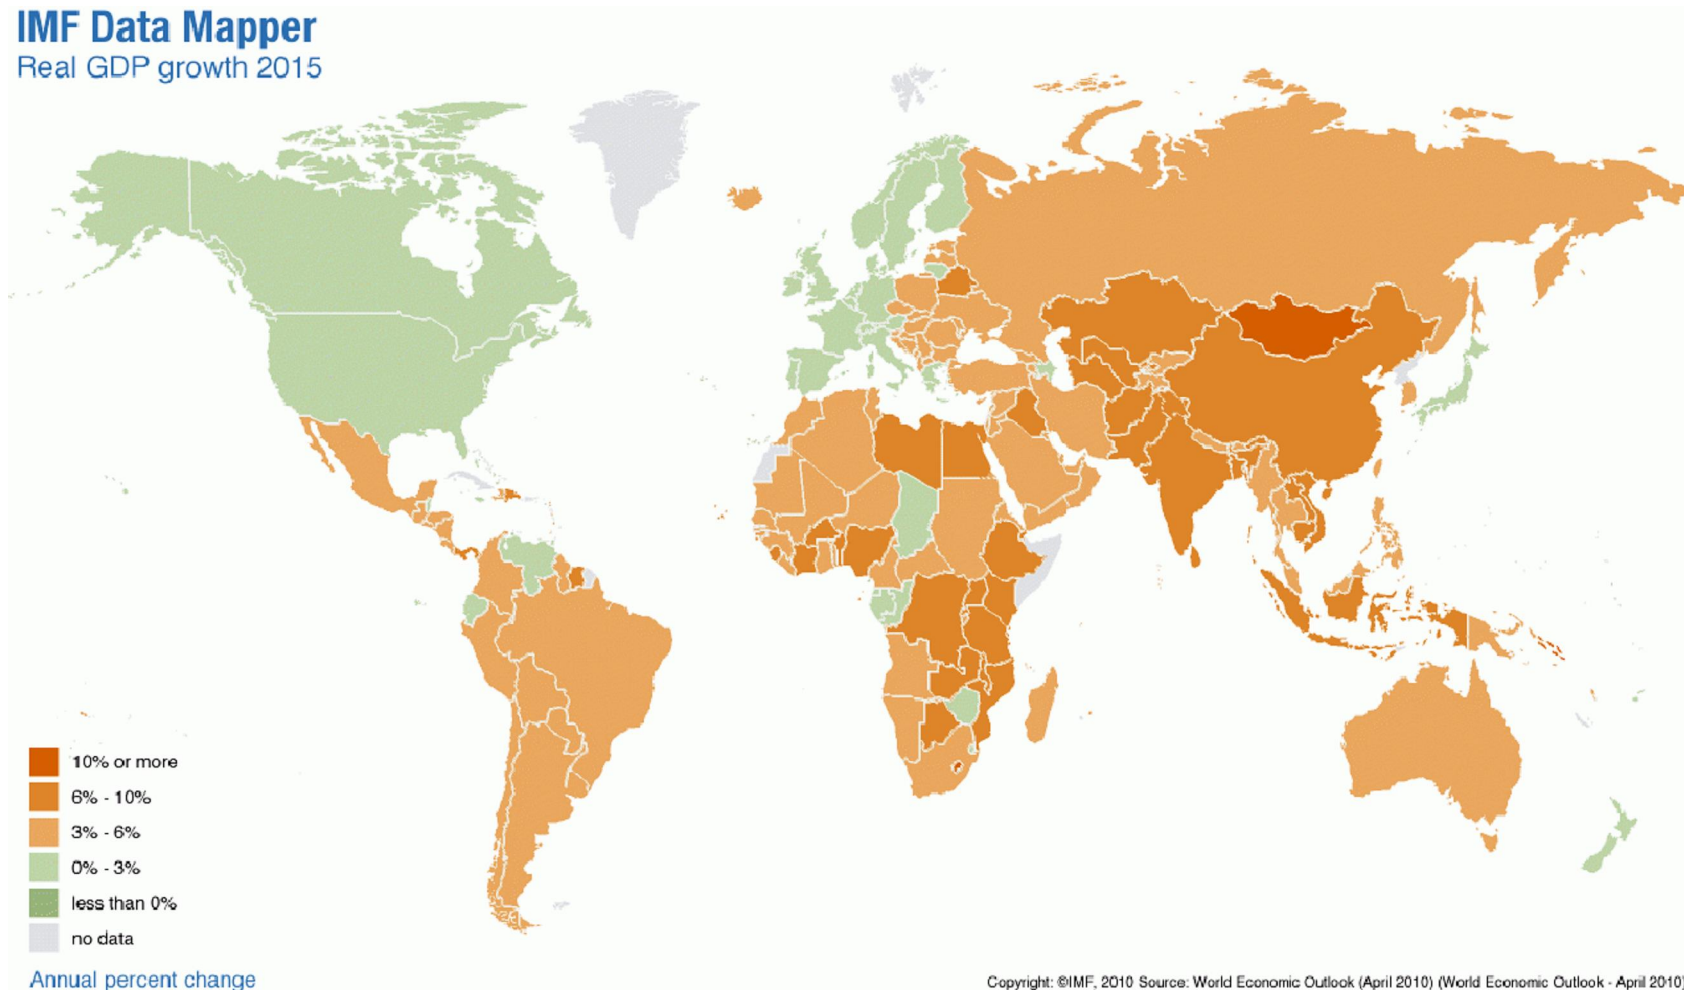 IMF Data Mapper
Real GDP growth 2015
10% or more
6% - 10%
3% - 6%
0% - 3%
less than 0%
no data
Annual percent change
Copyright: ©IMF, 2010 Source: World Economic Outlook (April 2010) (World Economic Outlook - April 2010)